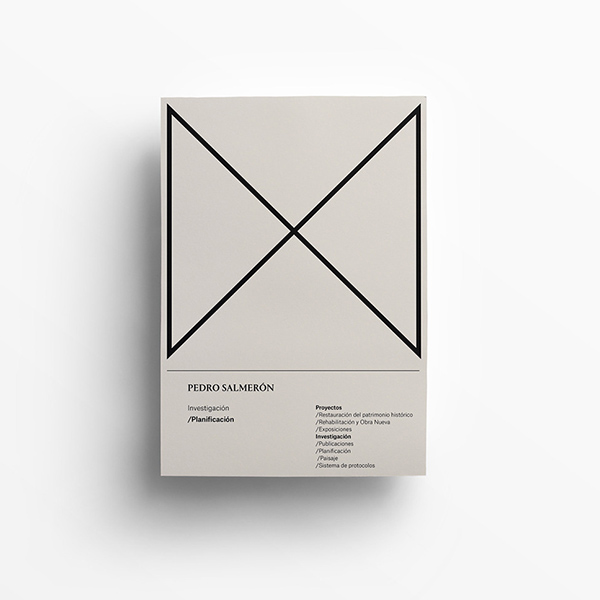 PEDRO SALMERÓN
Investigación
/Planificación
Proyectos
/Restauración del patrimonio histórico
/Rehabilitación y Obra Nueva
/Exposiciones
Investigación
/Publicaciones
/Planificación
/Paisaje
/Sistema de protocolos